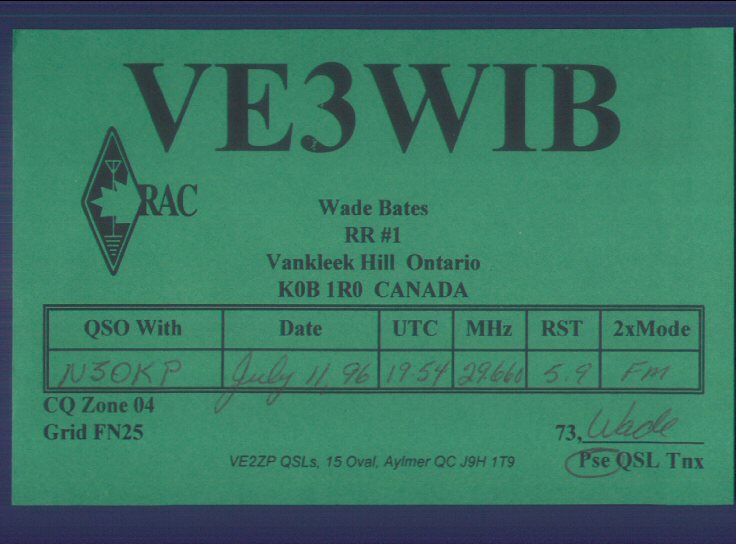 VE3WIB
RAC
Wade Bates
RR #1
Vankleek Hill Ontario
K0B 1R0 CANADA
QSO With Date UTC MHz RST 2xMode
N3OKP July 11, 96 1954 29.660 5.9 FM
CQ Zone 04
Grid FN25
73, Wade
VE2ZP QSLs, 15 Oval, Aylmer QC J9H 1T9
Pse QSL Tnx